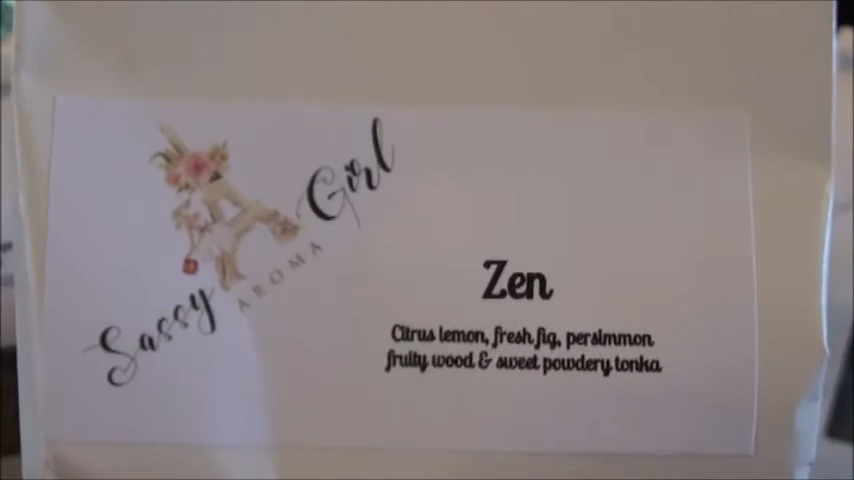 Sassy Girl
AROMA
Zen
Citrus lemon, fresh fig, persimmon
fruity wood & sweet powdery tonka